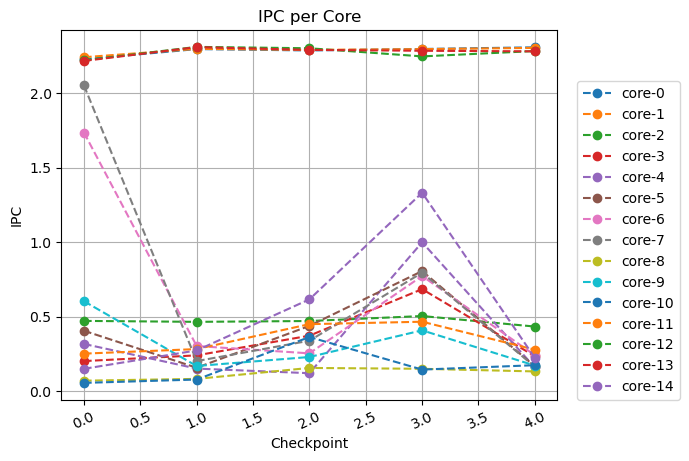 IPC per Core
IPC
2.0
1.5
1.0
0.5
0.0
0.0
0.5
1.0
1.5
2.0
2.5
3.0
3.5
4.0
Checkpoint
core-0
core-1
core-2
core-3
core-4
core-5
core-6
core-7
core-8
core-9
core-10
core-11
core-12
core-13
core-14